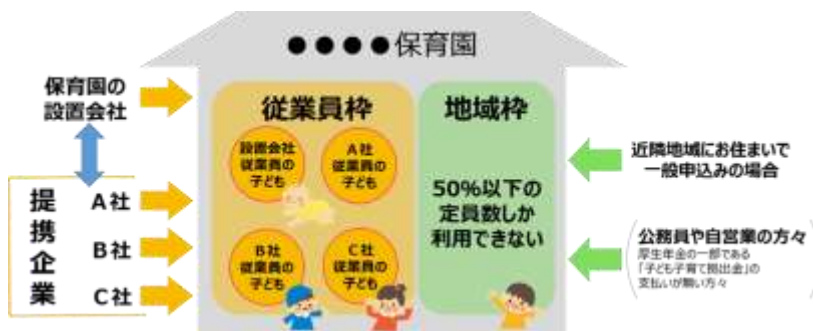 ●●●●保育園
保育園の
設置会社
提携企業
A社
B社
C社
従業員枠
設置会社
従業員の
子ども
A社
従業員の
子ども
B社
従業員の
子ども
C社
従業員の
子ども
地域枠
50%以下の
定員数しか
利用できない
近隣地域にお住まいで
一般申込みの場合
公務員や自営業の方々
厚生年金の一部である
「子ども子育て拠出金」の
支払いが無い方々